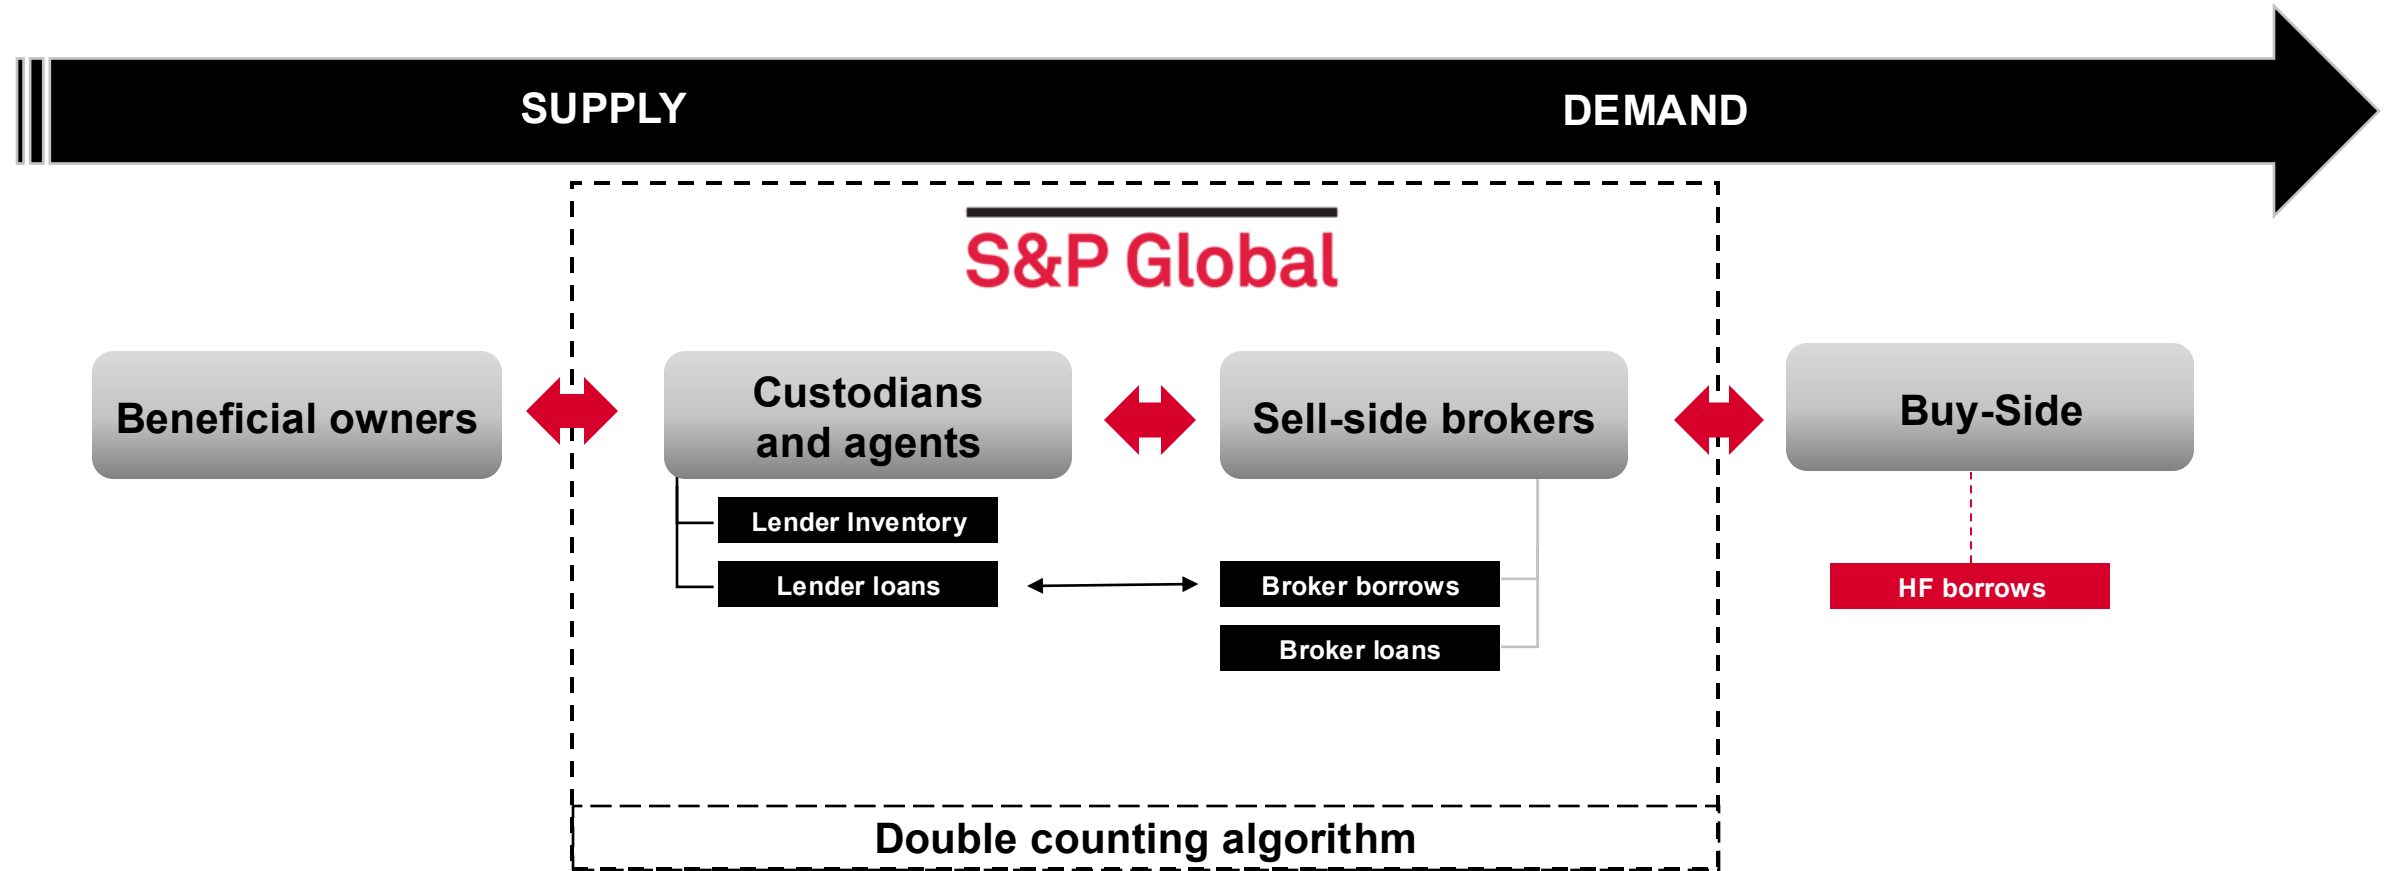 SUPPLY
DEMAND
S&P Global
Beneficial owners
Custodians
and agents
Sell-side brokers
Buy-Side
Lender Inventory
Lender loans
Broker borrows
HF borrows
Broker loans
Double counting algorithm